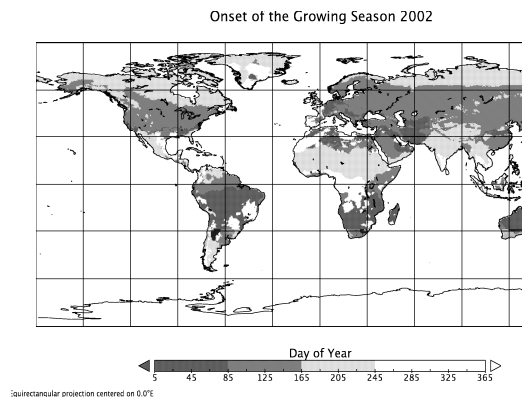 Onset of the Growing Season 2002
Day of Year
5 45 85 125 165 205 245 285 325 365
Equirectangular projection centered on 0.0°E